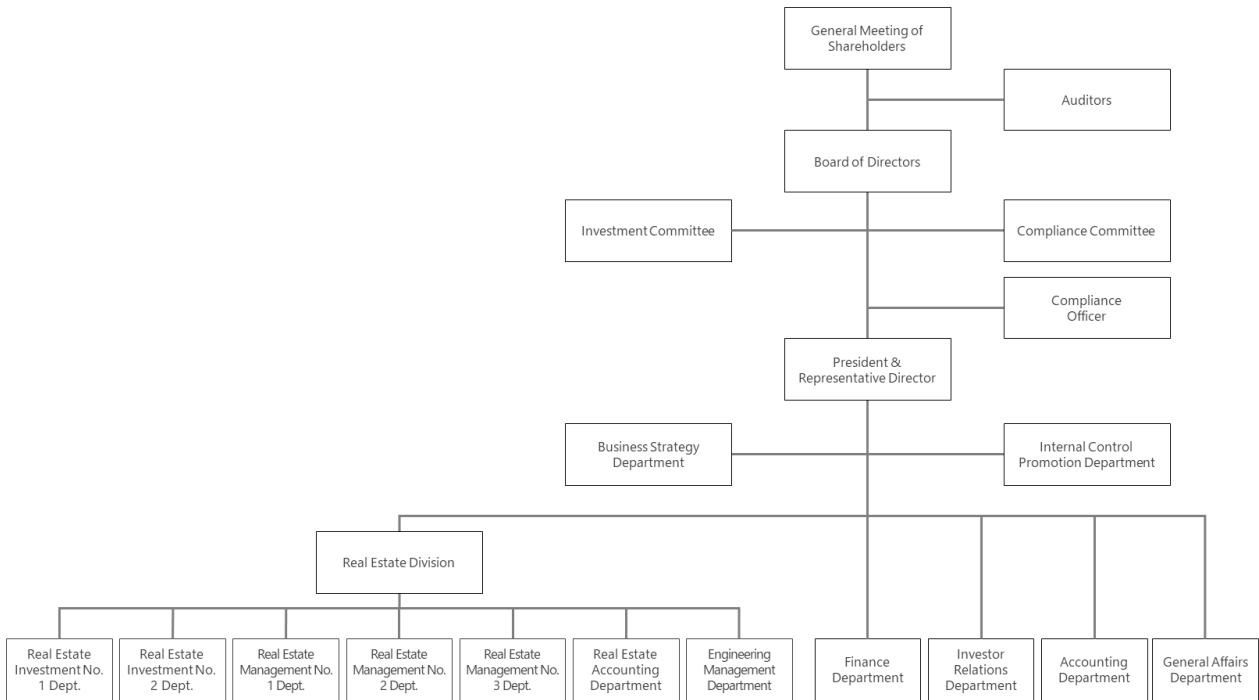 General Meeting of
Shareholders
Auditors
Board of Directors
Investment Committee
Compliance Committee
Compliance
Officer
President &
Representative Director
Business Strategy
Department
Internal Control
Promotion Department
Real Estate Division
Real Estate
Investment No.
1 Dept.
Real Estate
Investment No.
2 Dept.
Real Estate
Management No.
1 Dept.
Real Estate
Management No.
2 Dept.
Real Estate
Management No.
3 Dept.
Real Estate
Accounting
Department
Engineering
Management
Department
Finance
Department
Investor
Relations
Department
Accounting
Department
General Affairs
Department